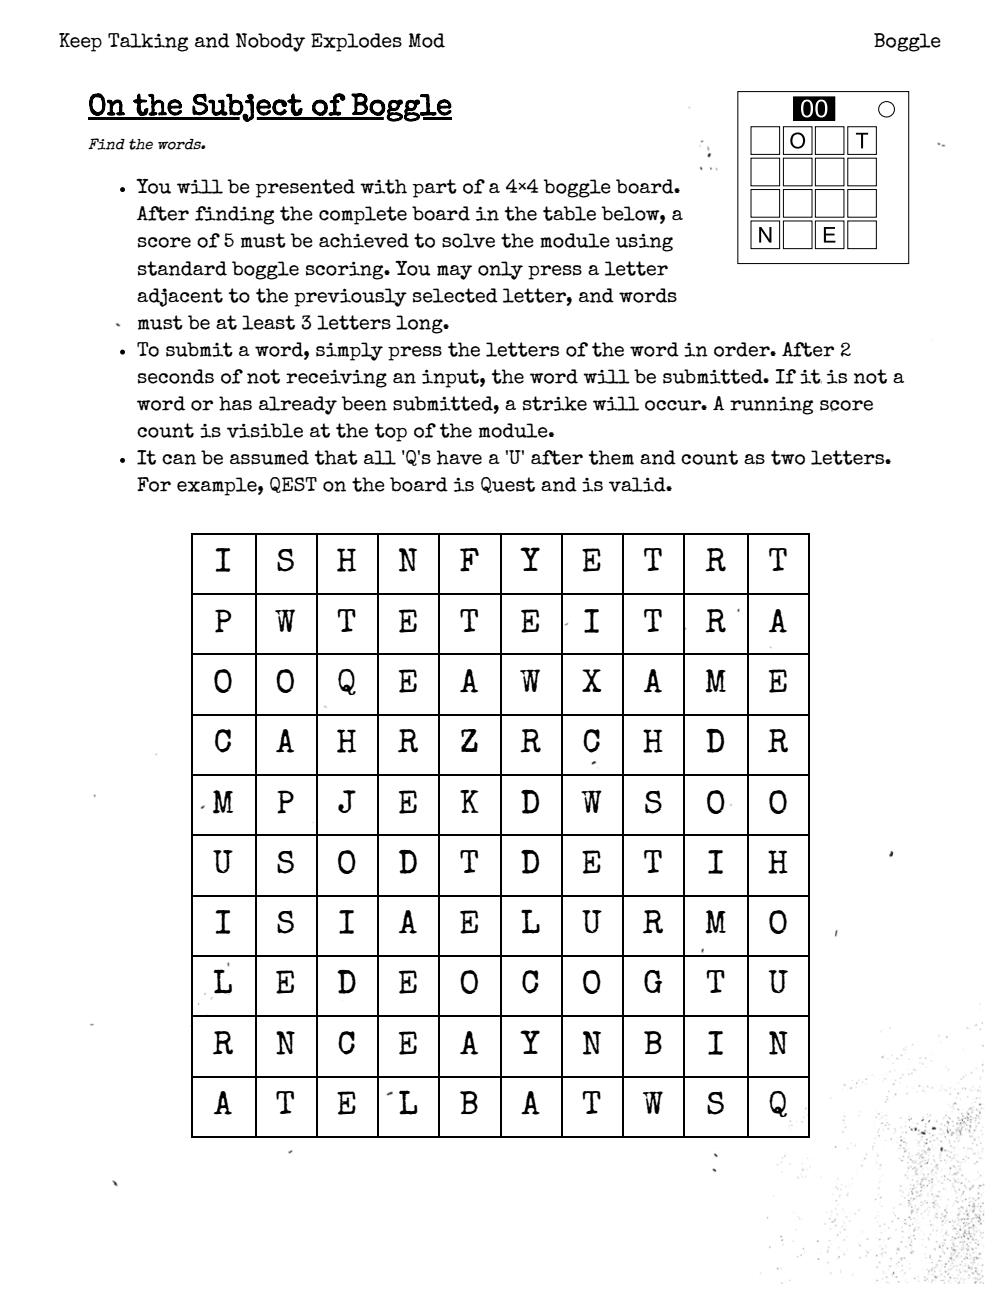 Keep Talking and Nobody Explodes Mod
Boggle
On the Subject of Boggle
Find the words.
00
O T
N E
• You will be presented with part of a 4×4 boggle board.
After finding the complete board in the table below, a
score of 5 must be achieved to solve the module using
standard boggle scoring. You may only press a letter
adjacent to the previously selected letter, and words
must be at least 3 letters long.
• To submit a word, simply press the letters of the word in order. After 2
seconds of not receiving an input, the word will be submitted. If it is not a
word or has already been submitted, a strike will occur. A running score
count is visible at the top of the module.
• It can be assumed that all 'Q's have a 'U' after them and count as two letters.
For example, QEST on the board is Quest and is valid.
I S H N F Y E T R T
P W T E T E I T R A
O O Q E A W X A M E
C A H R Z R C H D R
M P J E K D W S O O
U S O D T D E T I H
I S I A E L U R M O
L E D E O C O G T U
R N C E A Y N B I N
A T E L B A T W S Q